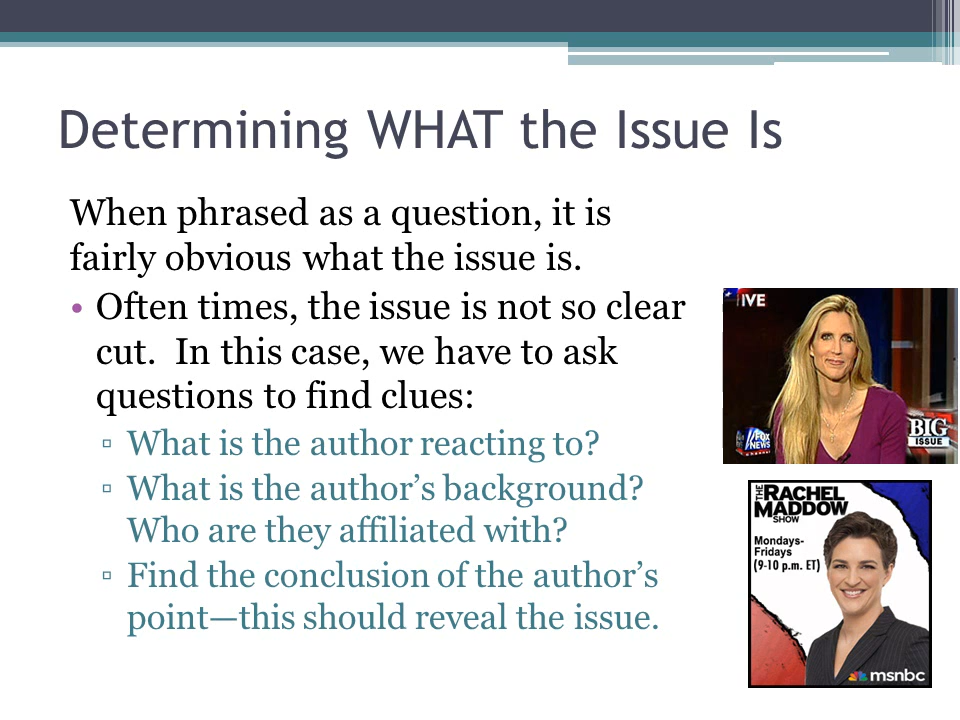 Determining WHAT the Issue Is
When phrased as a question, it is
fairly obvious what the issue is.
• Often times, the issue is not so clear
cut.  In this case, we have to ask
questions to find clues:
▫ What is the author reacting to?
▫ What is the author’s background?
Who are they affiliated with?
▫ Find the conclusion of the author’s
point—this should reveal the issue.
IVE
FOX
NEWS
channel
BIG
ISSUE
THE
RACHEL
MADDOW
SHOW
Mondays-
Fridays
(9-10 p.m. ET)
msnbc